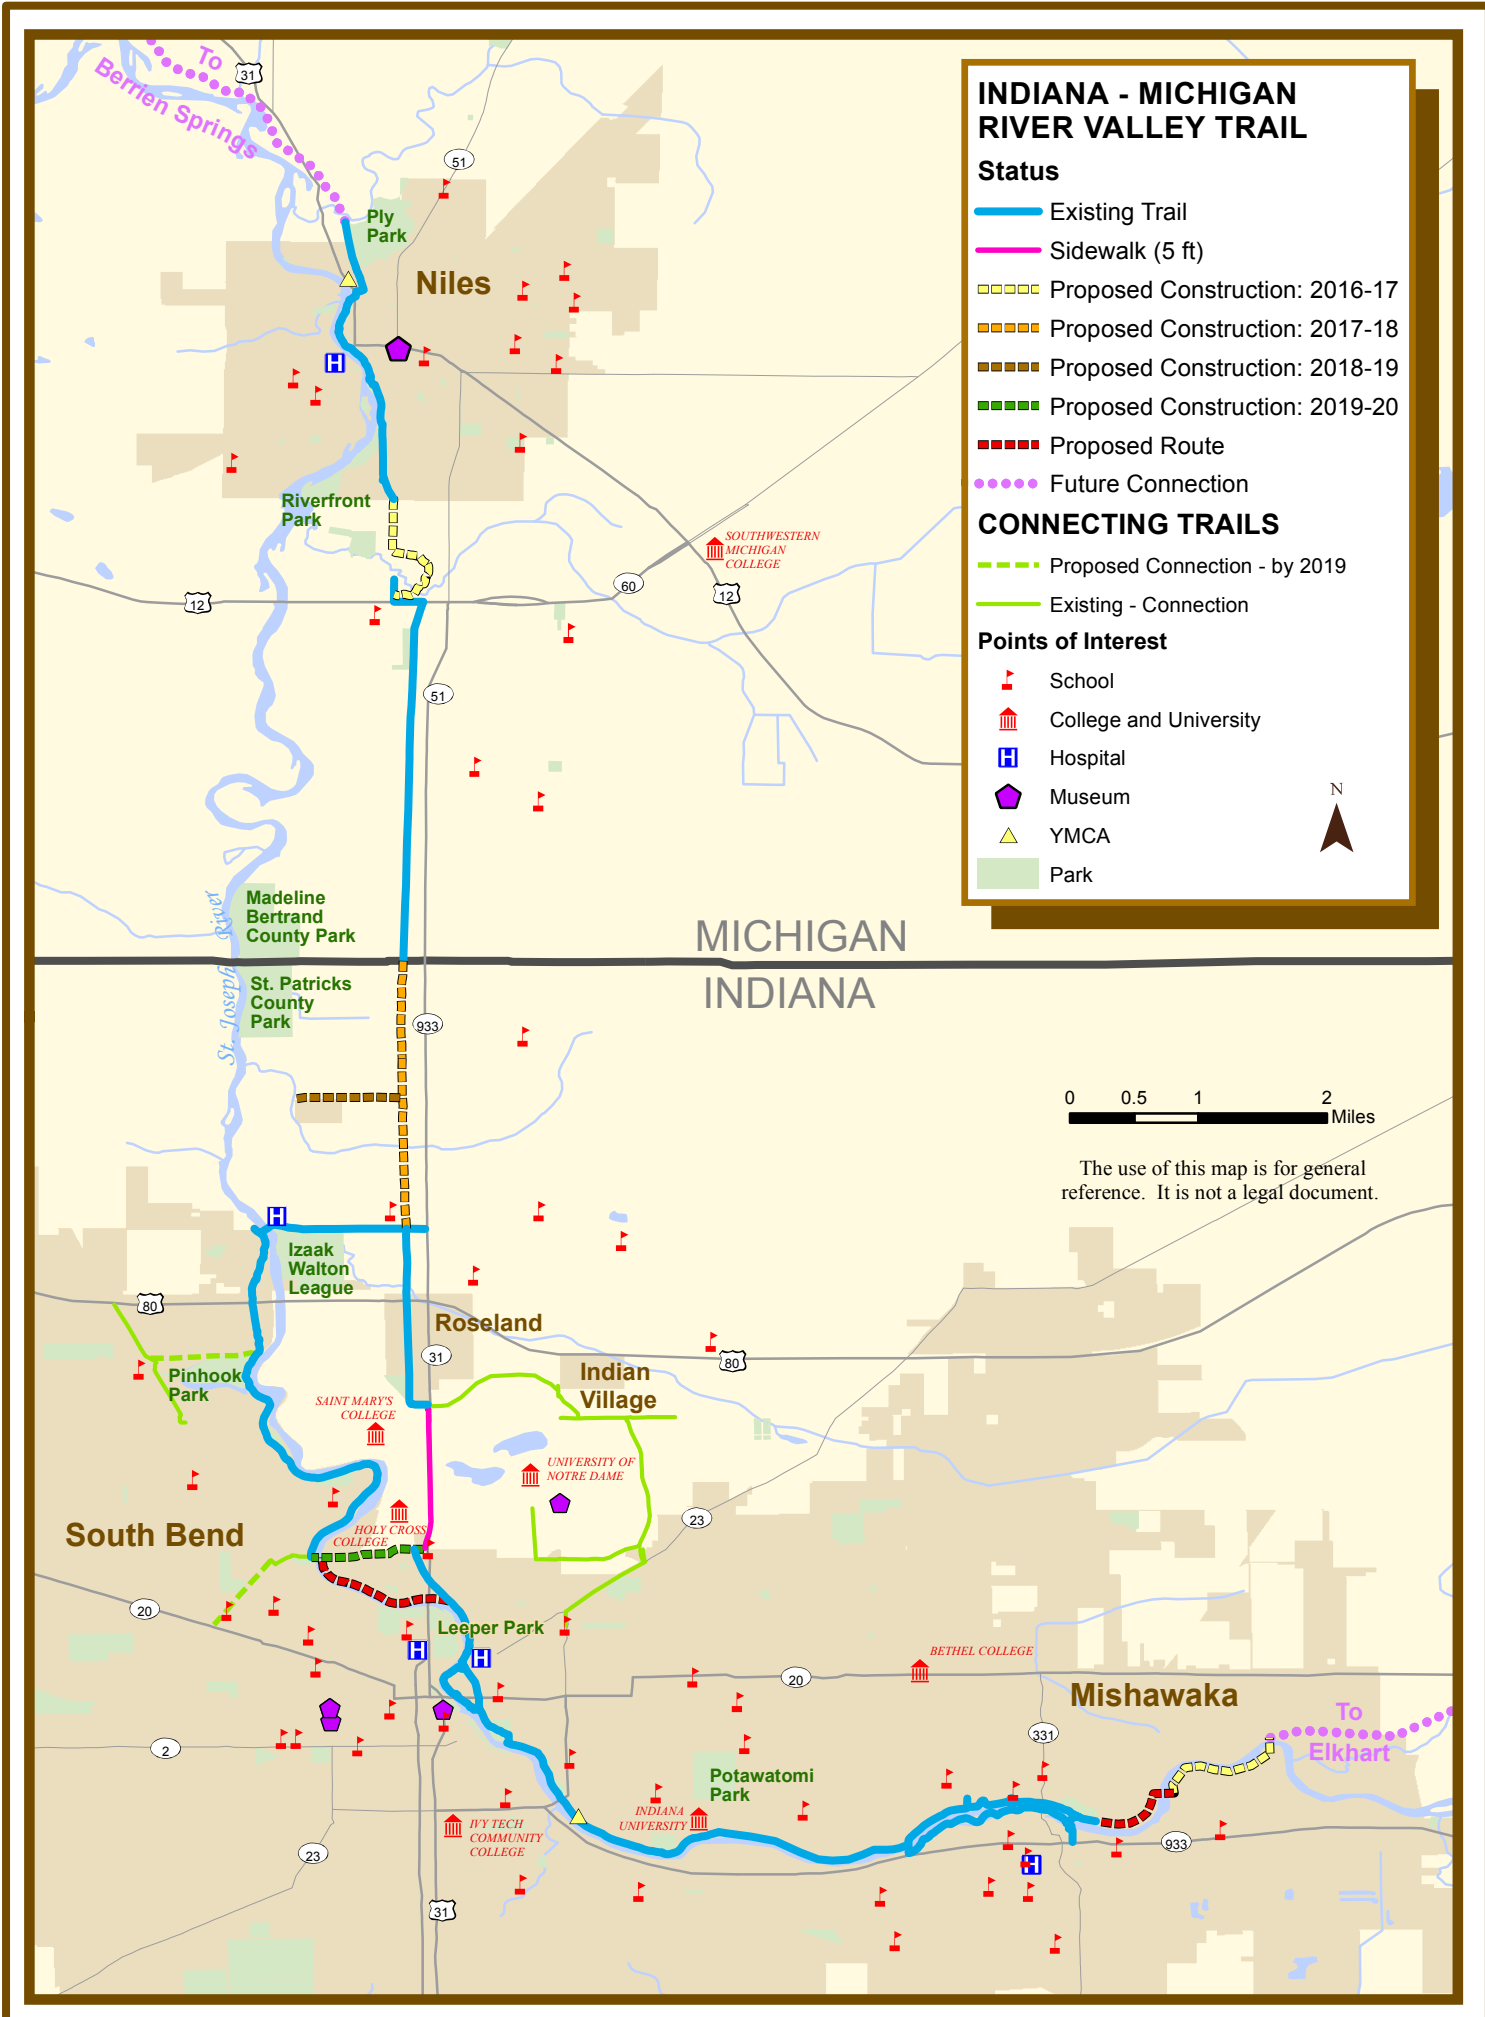 To
Berrien Springs
31
51
Ply
Park
Niles
Riverfront
Park
SOUTHWESTERN
MICHIGAN
COLLEGE
12
60
12
51
INDIANA - MICHIGAN
RIVER VALLEY TRAIL
Status
Existing Trail
Sidewalk (5 ft)
Proposed Construction: 2016-17
Proposed Construction: 2017-18
Proposed Construction: 2018-19
Proposed Construction: 2019-20
Proposed Route
Future Connection
CONNECTING TRAILS
Proposed Connection - by 2019
Existing - Connection
Points of Interest
School
College and University
H Hospital
Museum
YMCA
Park
N
H
Madeline
Bertrand
County Park
MICHIGAN
INDIANA
St. Joseph River
St. Patricks
County
Park
933
0 0.5 1 2
Miles
The use of this map is for general
reference. It is not a legal document.
H
Izaak
Walton
League
80
Roseland
31
80
Indian
Village
Pinhook
Park
SAINT MARY'S
COLLEGE
UNIVERSITY OF
NOTRE DAME
South Bend
HOLY CROSS
COLLEGE
23
20
Leeper Park
H
H
BETHEL COLLEGE
20
Mishawaka
To
Elkhart
331
2
Potawatomi
Park
INDIANA
UNIVERSITY
IVY TECH
COMMUNITY
COLLEGE
933
H
23
31